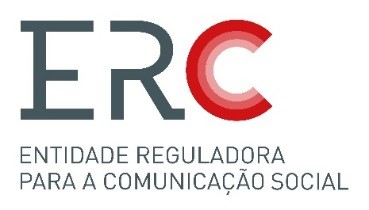 ERC
ENTIDADE REGULADORA
PARA A COMUNICAÇÃO SOCIAL